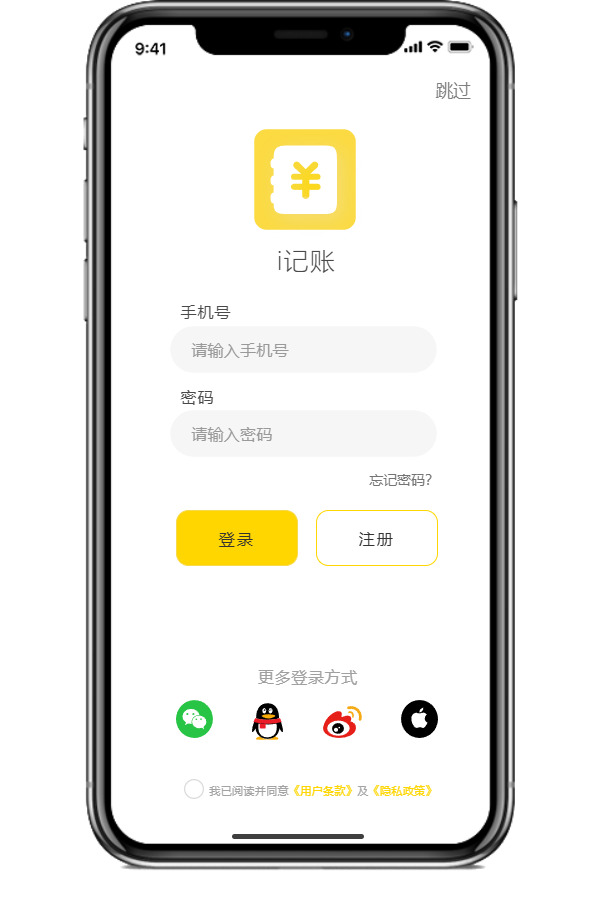 9:41
跳过
¥
i记账
手机号
请输入手机号
密码
请输入密码
忘记密码?
登录 注册
更多登录方式
我已阅读并同意《用户条款》及《隐私政策》